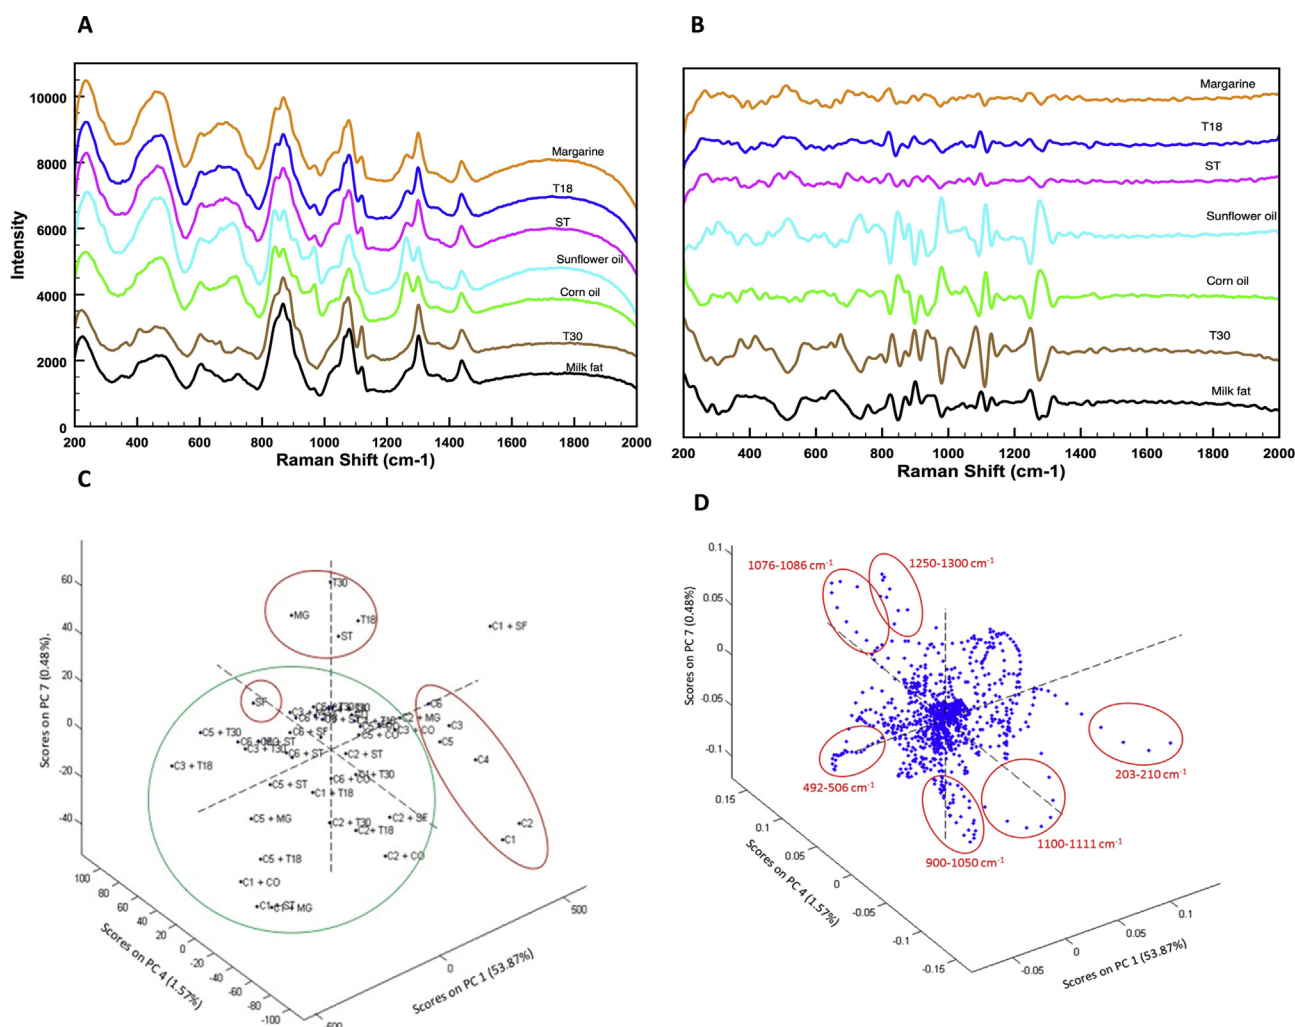 A
10000
8000
6000
4000
2000
0
Intensity
Margarine
T18
ST
Sunflower oil
Corn oil
T30
Milk fat
200 400 600 800 1000 1200 1400 1600 1800 2000
Raman Shift (cm-1)
B
Margarine
T18
ST
Sunflower oil
Corn oil
T30
Milk fat
200 400 600 800 1000 1200 1400 1600 1800 2000
Raman Shift (cm-1)
C
60
40
20
0
-20
-40
Scores on PC 7 (0.48%).
T30
MG
T18
ST
C1 + SF
SF
C6
C2 + MG
C3
C3 + CO
C5
C5 + CO
C4
C5 + T30
C6 + SF
C3 + T30
C6 + ST
C2 + ST
C3 + T18
C6 + CO
C5 + ST
C1 + T18
C5 + MG
C2 + T30
C2 + SF
C2 + T18
C2
C1
C2 + CO
C5 + T18
C1 + CO
100
80
60
40
20
0
-20
-40
-60
-80
-100
Scores on PC 4 (1.57%)
500
0
Scores on PC 1 (53.87%)
D
0.1
0.05
0
-0.05
-0.1
Scores on PC 7 (0.48%)
1076-1086 cm-1
1250-1300 cm-1
492-506 cm-1
203-210 cm-1
900-1050 cm-1
1100-1111 cm-1
0.15
0.1
0.05
0
-0.05
-0.1
-0.15
Scores on PC 4 (1.57%)
-0.05
0
0.05
0.1
Scores on PC 1 (53.87%)